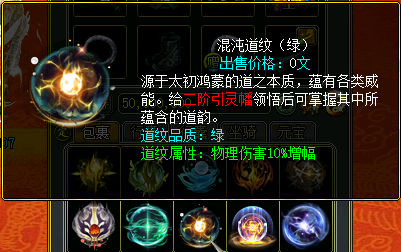 混沌道纹（绿）
出售价格：0文
源于太初鸿蒙的道之本质，蕴有各类威
能。给二阶引灵幡领悟后可掌握其中所
蕴含的道韵。
道纹品质：绿
道纹属性：物理伤害10%增幅
50,
包裹
坐骑
元宝